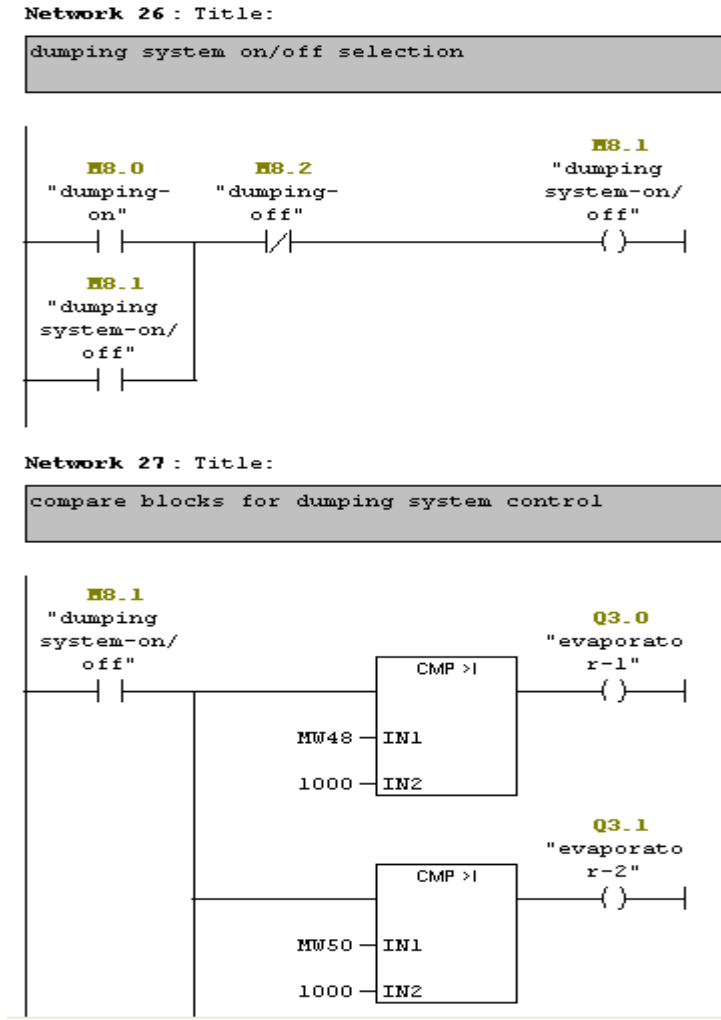 Network 26 : Title:
dumping system on/off selection
M8.1
M8.0 M8.2 "dumping
"dumping- "dumping- system-on/
on" off" off"
M8.1
"dumping
system-on/
off"
Network 27 : Title:
compare blocks for dumping system control
M8.1
"dumping Q3.0
system-on/ "evaporato
off" CMP >I r-1"
MW48 IN1
1000 IN2
Q3.1
"evaporato
CMP >I r-2"
MW50 IN1
1000 IN2